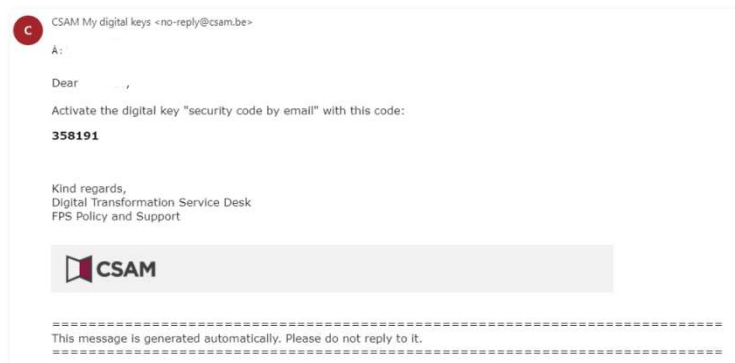 C
CSAM My digital keys <no-reply@csam.be>
À:
Dear ,
Activate the digital key "security code by email" with this code:
358191
Kind regards,
Digital Transformation Service Desk
FPS Policy and Support
CSAM
==========================================================================
This message is generated automatically. Please do not reply to it.
==========================================================================